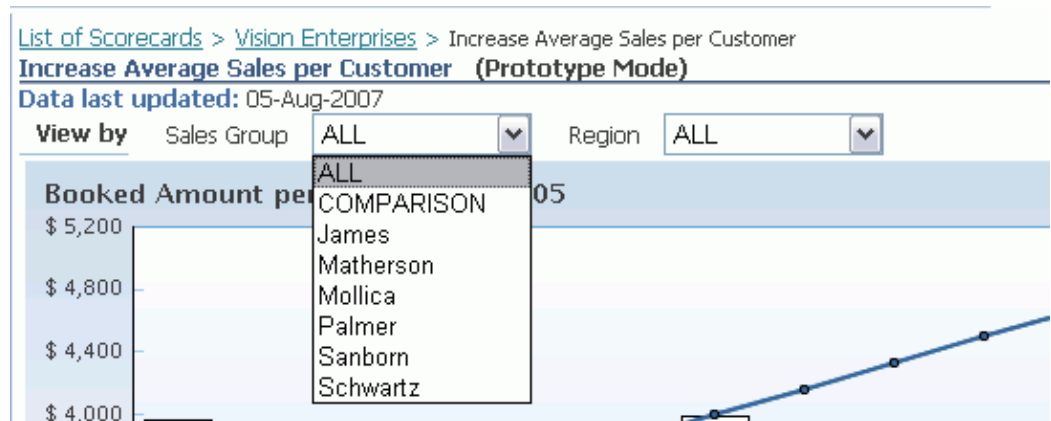 List of Scorecards > Vision Enterprises > Increase Average Sales per Customer
Increase Average Sales per Customer (Prototype Mode)
Data last updated: 05-Aug-2007
View by Sales Group ALL Region ALL
ALL
COMPARISON
James
Matherson
Mollica
Palmer
Sanborn
Schwartz
Booked Amount 05
$ 5,200
$ 4,800
$ 4,400
$ 4,000